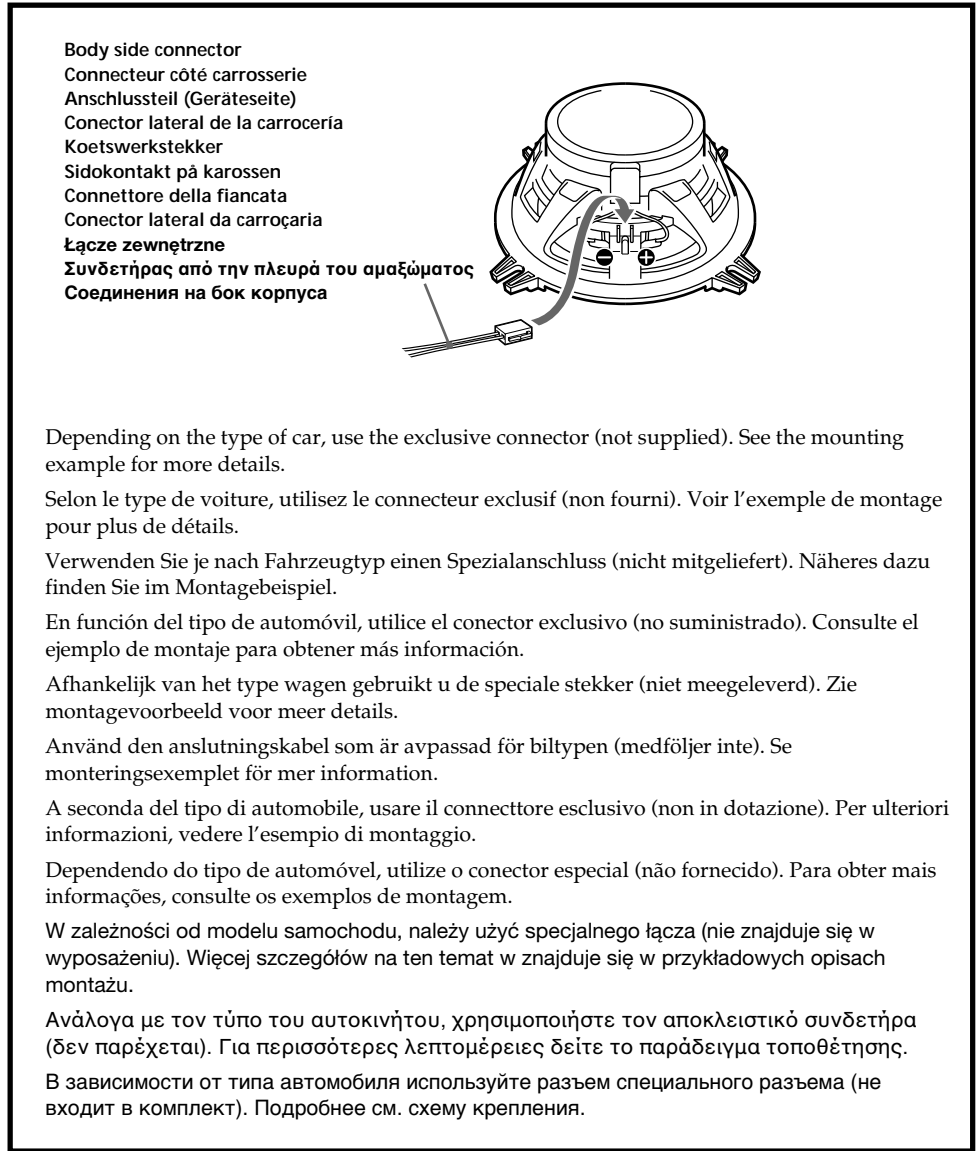 Body side connector
Connecteur côté carrosserie
Anschlussteil (Geräteseite)
Conector lateral de la carrocería
Koetswerkstekker
Sidokontakt på karossen
Connettore della fiancata
Conector lateral da carroçaria
Łącze zewnętrzne
Συνδετήρας από την πλευρά του αμαξώματος
Соединения на бок корпуса
Depending on the type of car, use the exclusive connector (not supplied). See the mounting
example for more details.
Selon le type de voiture, utilisez le connecteur exclusif (non fourni). Voir l’exemple de montage
pour plus de détails.
Verwenden Sie je nach Fahrzeugtyp einen Spezialanschluss (nicht mitgeliefert). Näheres dazu
finden Sie im Montagebeispiel.
En función del tipo de automóvil, utilice el conector exclusivo (no suministrado). Consulte el
ejemplo de montaje para obtener más información.
Afhankelijk van het type wagen gebruikt u de speciale stekker (niet meegeleverd). Zie
montagevoorbeeld voor meer details.
Använd den anslutningskabel som är avpassad för biltypen (medföljer inte). Se
monteringsexemplet för mer information.
A seconda del tipo di automobile, usare il connecttore esclusivo (non in dotazione). Per ulteriori
informazioni, vedere l’esempio di montaggio.
Dependendo do tipo de automóvel, utilize o conector especial (não fornecido). Para obter mais
informações, consulte os exemplos de montagem.
W zależności od modelu samochodu, należy użyć specjalnego łącza (nie znajduje się w
wyposażeniu). Więcej szczegółów na ten temat w znajduje się w przykładowych opisach
montażu.
Ανάλογα με τον τύπο του αυτοκινήτου, χρησιμοποιήστε τον αποκλειστικό συνδετήρα
(δεν παρέχεται). Για περισσότερες λεπτομέρειες δείτε το παράδειγμα τοποθέτησης.
В зависимости от типа автомобиля используйте разъем специального разъема (не
входит в комплект). Подробнее см. схему крепления.